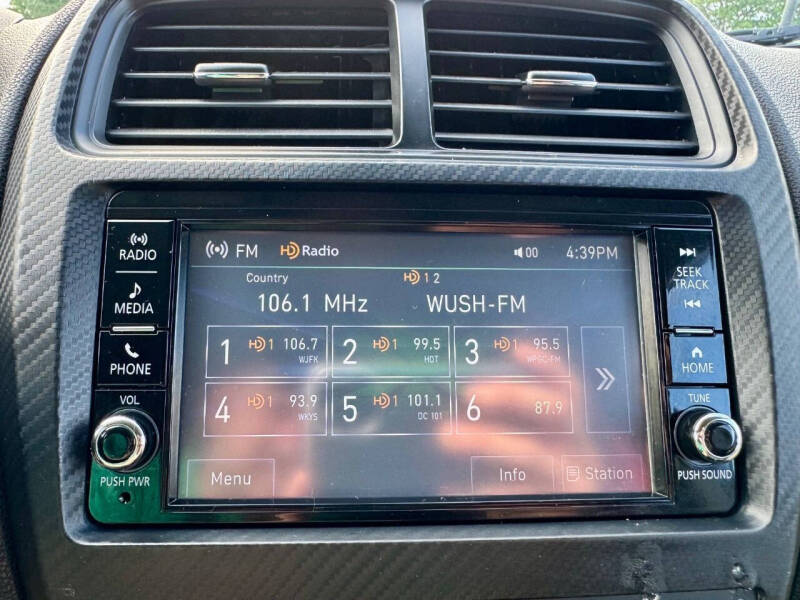 RADIO
MEDIA
PHONE
VOL
PUSH PWR
FM HD Radio 00 4:39PM
Country HD 1 2
106.1 MHz WUSH-FM
1 HD 1 106.7 WJFK
2 HD 1 99.5 HOT
3 HD 1 95.5 WPGC-FM
4 HD 1 93.9 WKYS
5 HD 1 101.1 DC 101
6 87.9
Menu Info Station
SEEK
TRACK
HOME
TUNE
PUSH SOUND